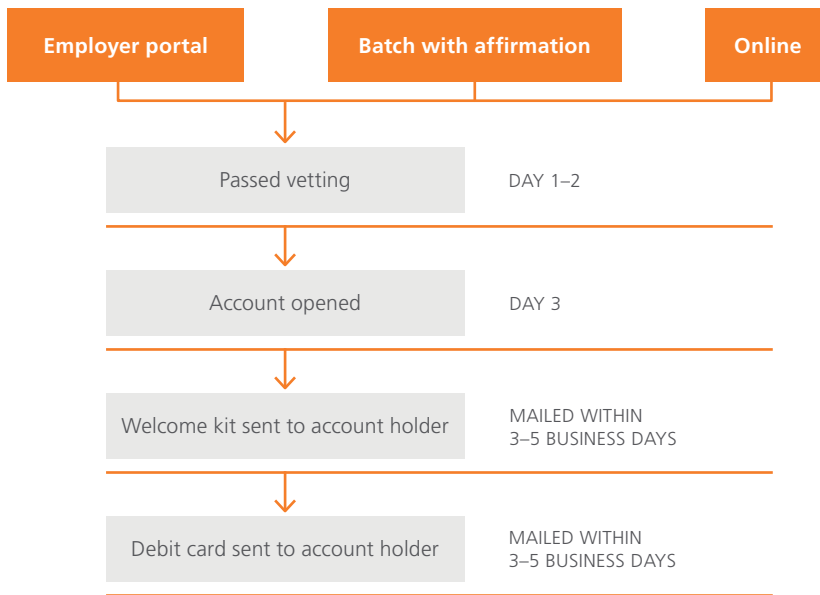 Employer portal
Batch with affirmation
Online
Passed vetting
DAY 1–2
Account opened
DAY 3
Welcome kit sent to account holder
MAILED WITHIN
3–5 BUSINESS DAYS
Debit card sent to account holder
MAILED WITHIN
3–5 BUSINESS DAYS